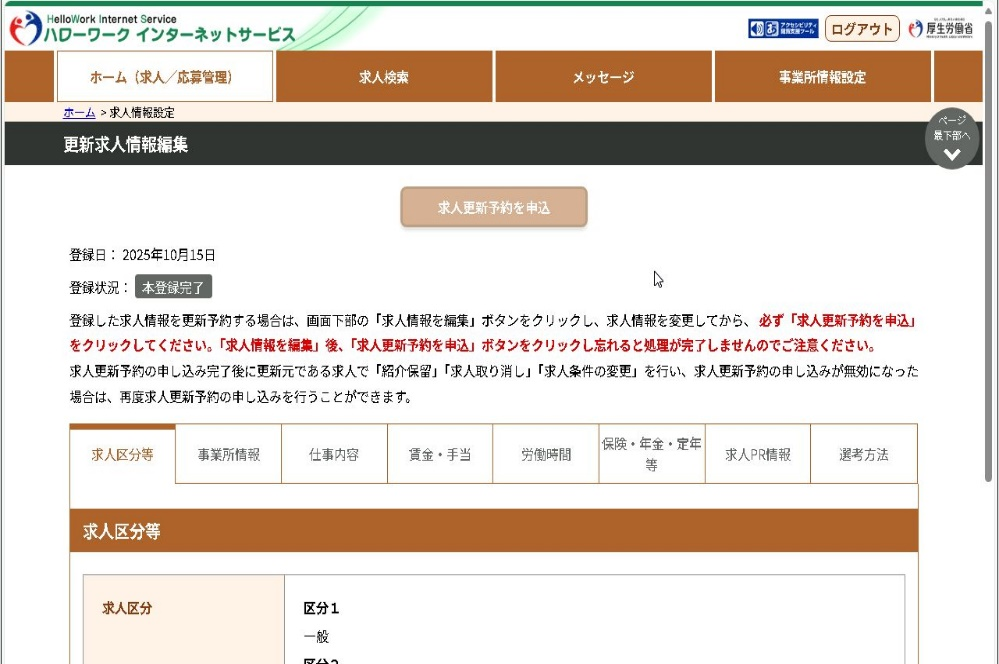 HelloWork Internet Service
ハローワーク インターネットサービス
アクセシビリティ
閲覧支援ツール
ログアウト
厚生労働省
ホーム（求人／応募管理）
求人検索
メッセージ
事業所情報設定
ホーム > 求人情報設定
ページ
最下部へ
更新求人情報編集
求人更新予約を申込
登録日： 2025年10月15日
登録状況： 本登録完了
登録した求人情報を更新予約する場合は、画面下部の「求人情報を編集」ボタンをクリックし、求人情報を変更してから、必ず「求人更新予約を申込」
をクリックしてください。「求人情報を編集」後、「求人更新予約を申込」ボタンをクリックし忘れると処理が完了しませんのでご注意ください。
求人更新予約の申し込み完了後に更新元である求人で「紹介保留」「求人取り消し」「求人条件の変更」を行い、求人更新予約の申し込みが無効になった
場合は、再度求人更新予約の申し込みを行うことができます。
求人区分等
事業所情報
仕事内容
賃金・手当
労働時間
保険・年金・定年
等
求人PR情報
選考方法
求人区分等
求人区分
区分１
一般
区分２